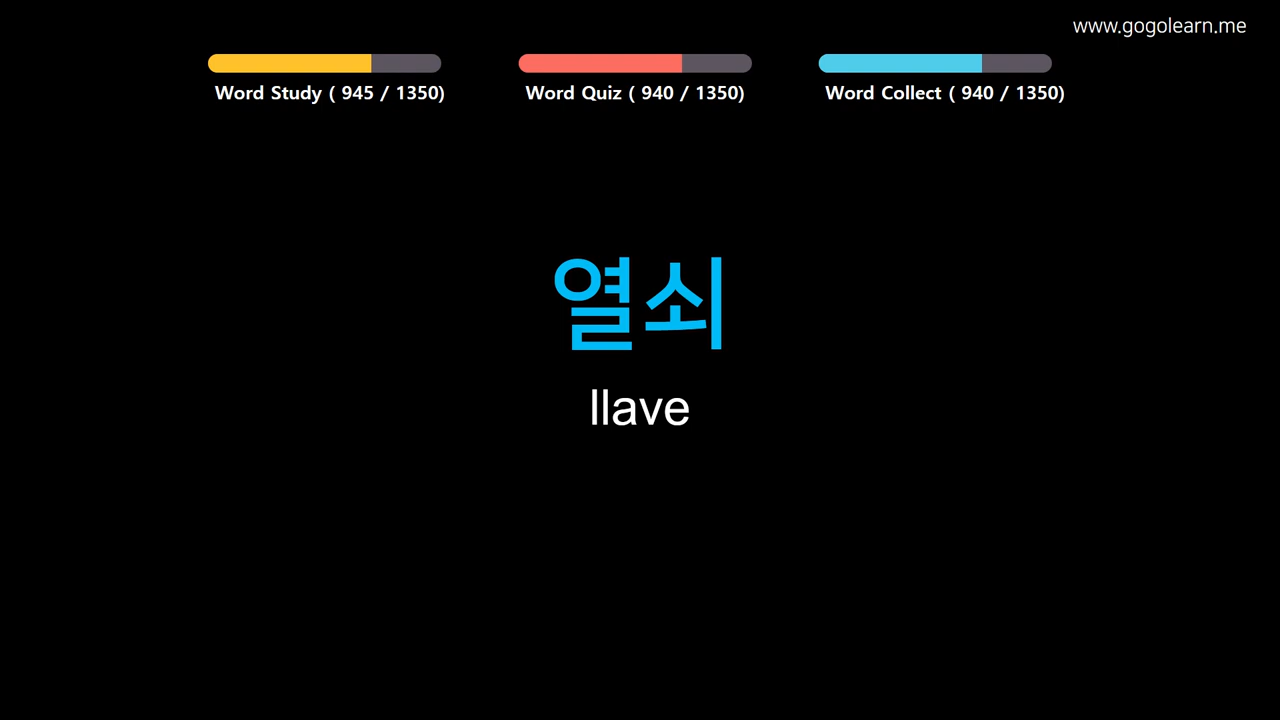 www.gogolearn.me
Word Study ( 945 / 1350)
Word Quiz ( 940 / 1350)
Word Collect ( 940 / 1350)
열쇠
llave